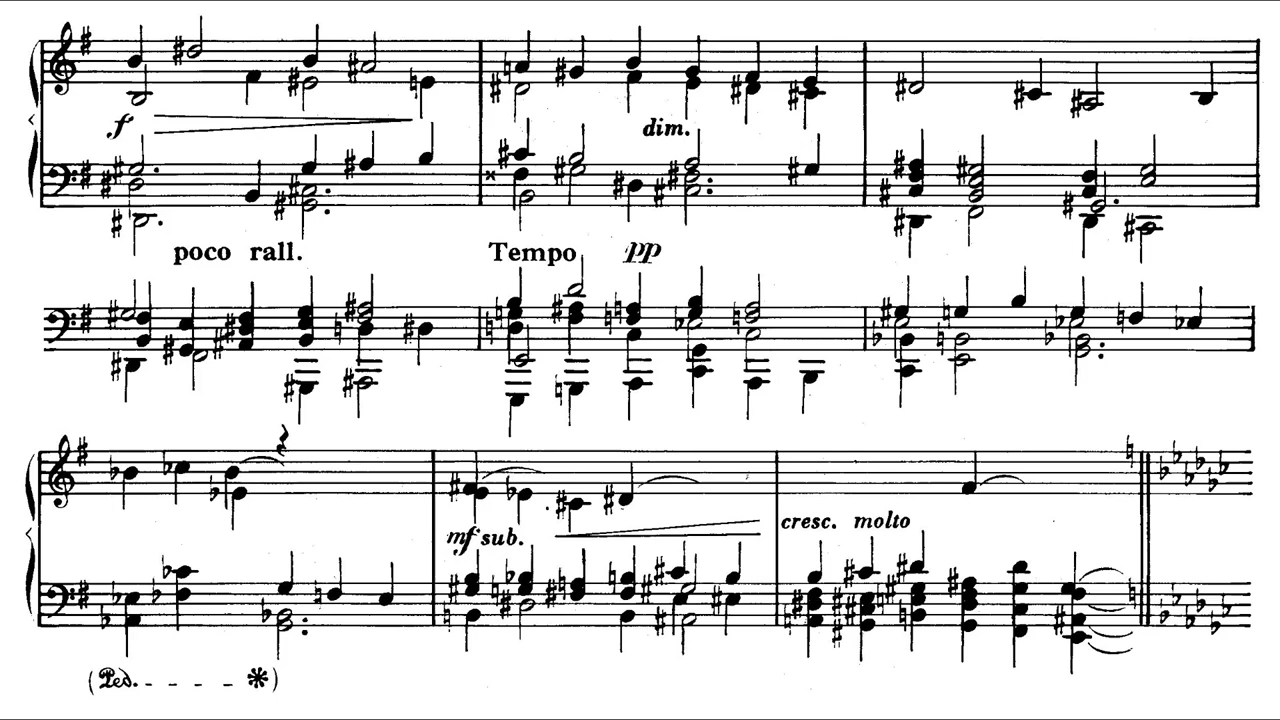 f
dim.
poco rall. Tempo pp
mf sub. cresc. molto
(Ped. - - - - *)